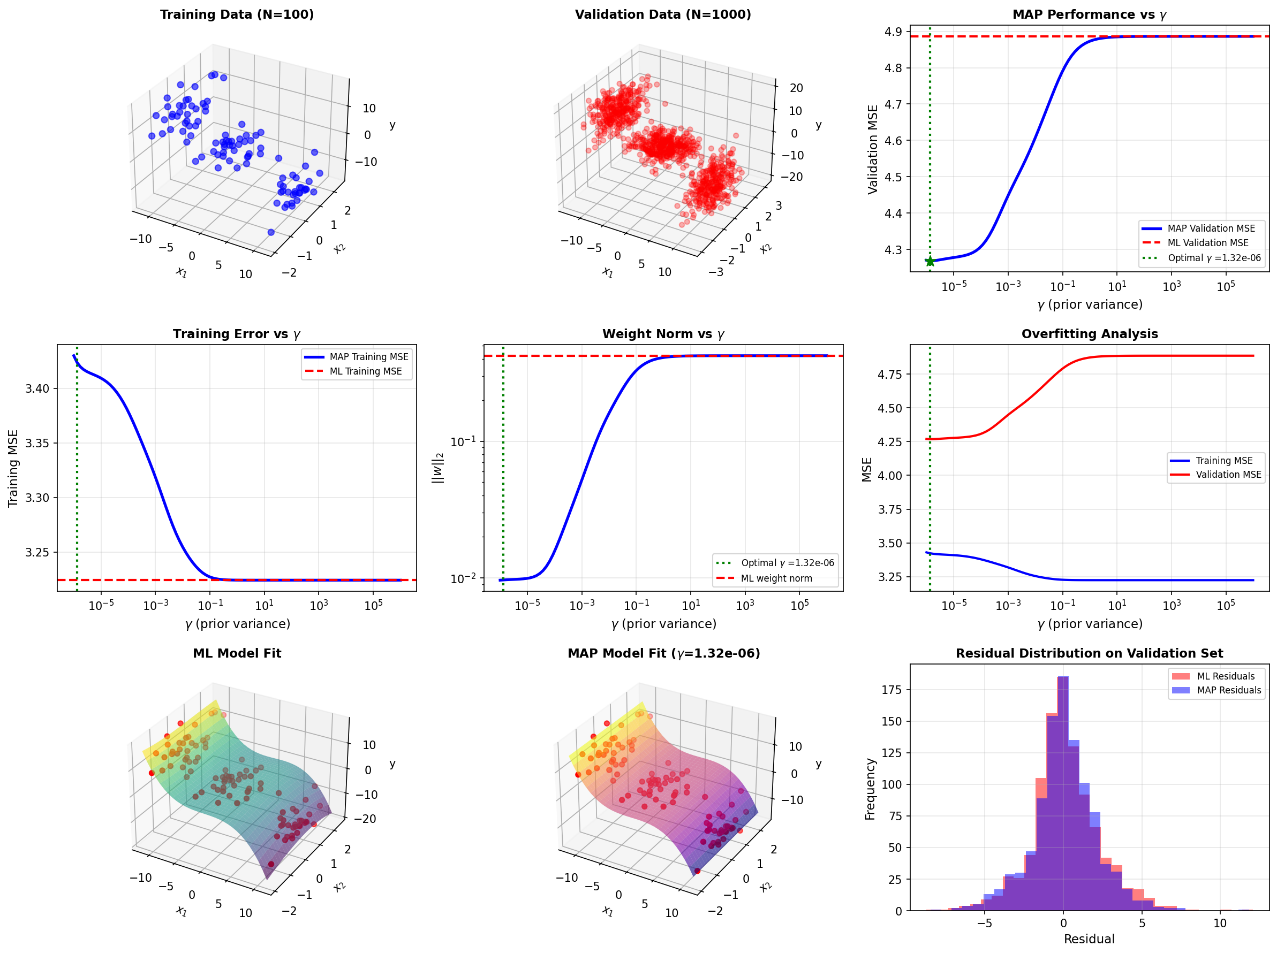 Training Data (N=100)
10
0
−10
y
−10
−5
0
5
10
x₁
−2
−1
0
1
2
x₂
Validation Data (N=1000)
20
10
0
−10
−20
y
−10
−5
0
5
10
x₁
−3
−2
−1
0
1
2
3
x₂
MAP Performance vs γ
4.9
4.8
4.7
4.6
4.5
4.4
4.3
Validation MSE
MAP Validation MSE
ML Validation MSE
Optimal γ =1.32e-06
10⁻⁵
10⁻³
10⁻¹
10¹
10³
10⁵
γ (prior variance)
Training Error vs γ
3.40
3.35
3.30
3.25
Training MSE
MAP Training MSE
ML Training MSE
10⁻⁵
10⁻³
10⁻¹
10¹
10³
10⁵
γ (prior variance)
Weight Norm vs γ
10⁻¹
10⁻²
||w||₂
Optimal γ =1.32e-06
ML weight norm
10⁻⁵
10⁻³
10⁻¹
10¹
10³
10⁵
γ (prior variance)
Overfitting Analysis
4.75
4.50
4.25
4.00
3.75
3.50
3.25
MSE
Training MSE
Validation MSE
10⁻⁵
10⁻³
10⁻¹
10¹
10³
10⁵
γ (prior variance)
ML Model Fit
10
0
−10
−20
y
−10
−5
0
5
10
x₁
−2
−1
0
1
2
x₂
MAP Model Fit (γ=1.32e-06)
10
0
−10
y
−10
−5
0
5
10
x₁
−2
−1
0
1
2
x₂
Residual Distribution on Validation Set
175
150
125
100
75
50
25
0
Frequency
ML Residuals
MAP Residuals
−5
0
5
10
Residual